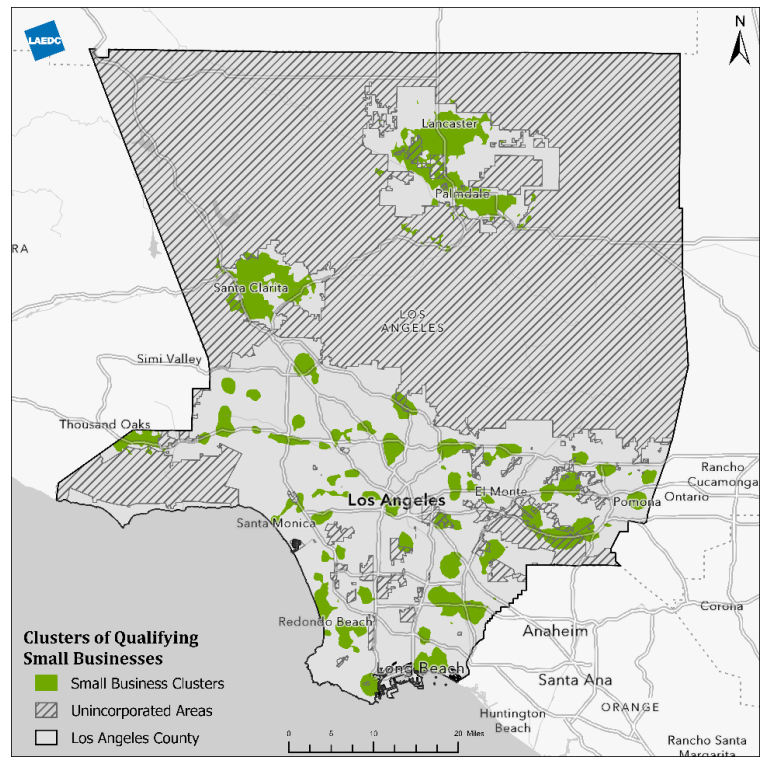 LAEDC
N
Lancaster
Palmdale
RA
Santa Clarita
LOS
ANGELES
Simi Valley
Thousand Oaks
Rancho
Cucamonga
El Monte
Pomona
Ontario
Los Angeles
Santa Monica
Corona
Redondo Beach
Anaheim
Clusters of Qualifying
Small Businesses
Long Beach
Small Business Clusters
Santa Ana
Unincorporated Areas
ORANGE
Huntington
Beach
Los Angeles County
Rancho Santa
Margarita
0 5 10 20 Miles